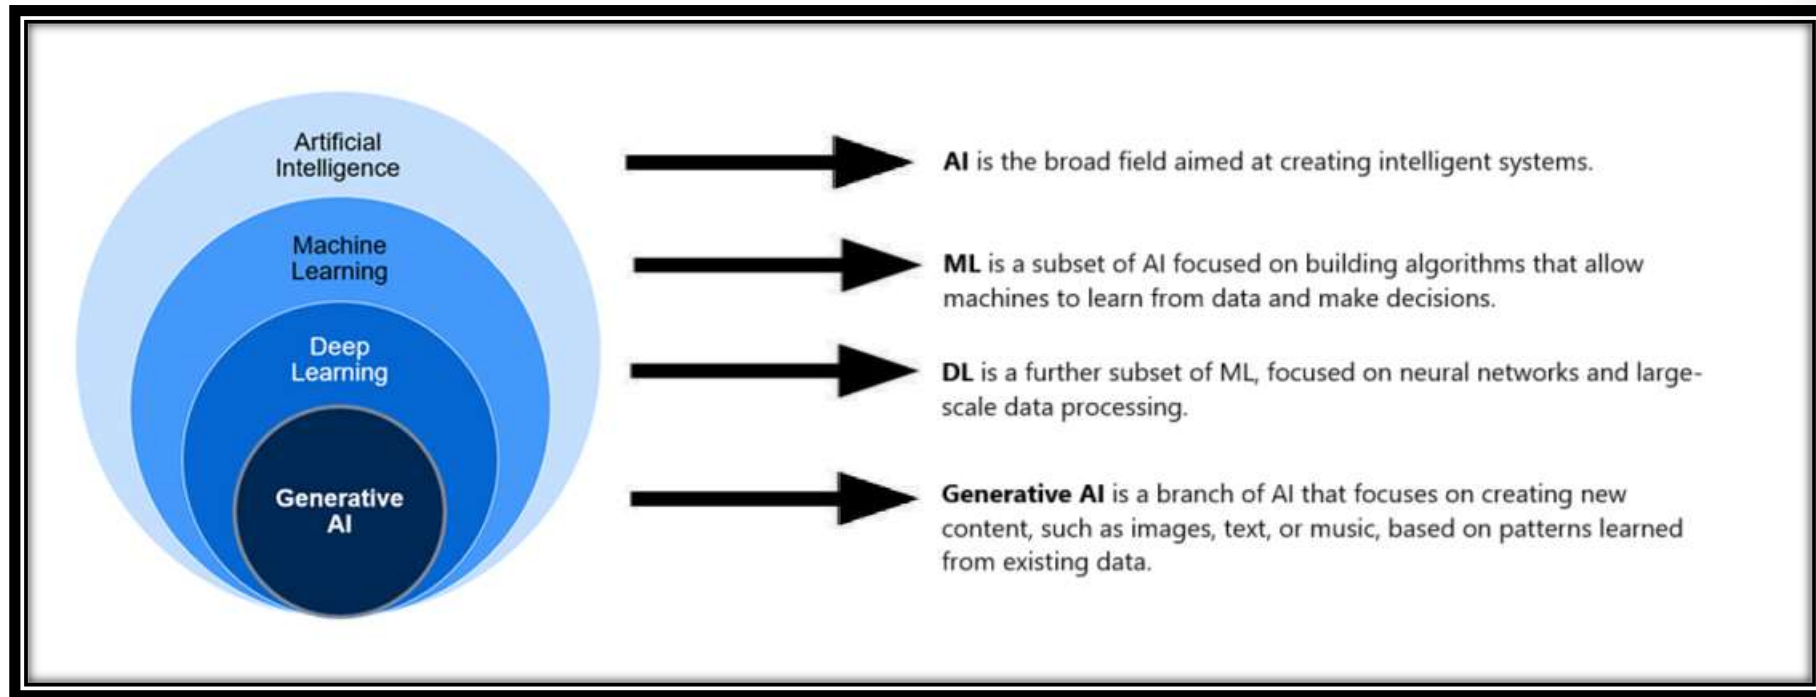 Artificial
Intelligence
AI is the broad field aimed at creating intelligent systems.
Machine
Learning
ML is a subset of AI focused on building algorithms that allow
machines to learn from data and make decisions.
Deep
Learning
DL is a further subset of ML, focused on neural networks and large-
scale data processing.
Generative
AI
Generative AI is a branch of AI that focuses on creating new
content, such as images, text, or music, based on patterns learned
from existing data.